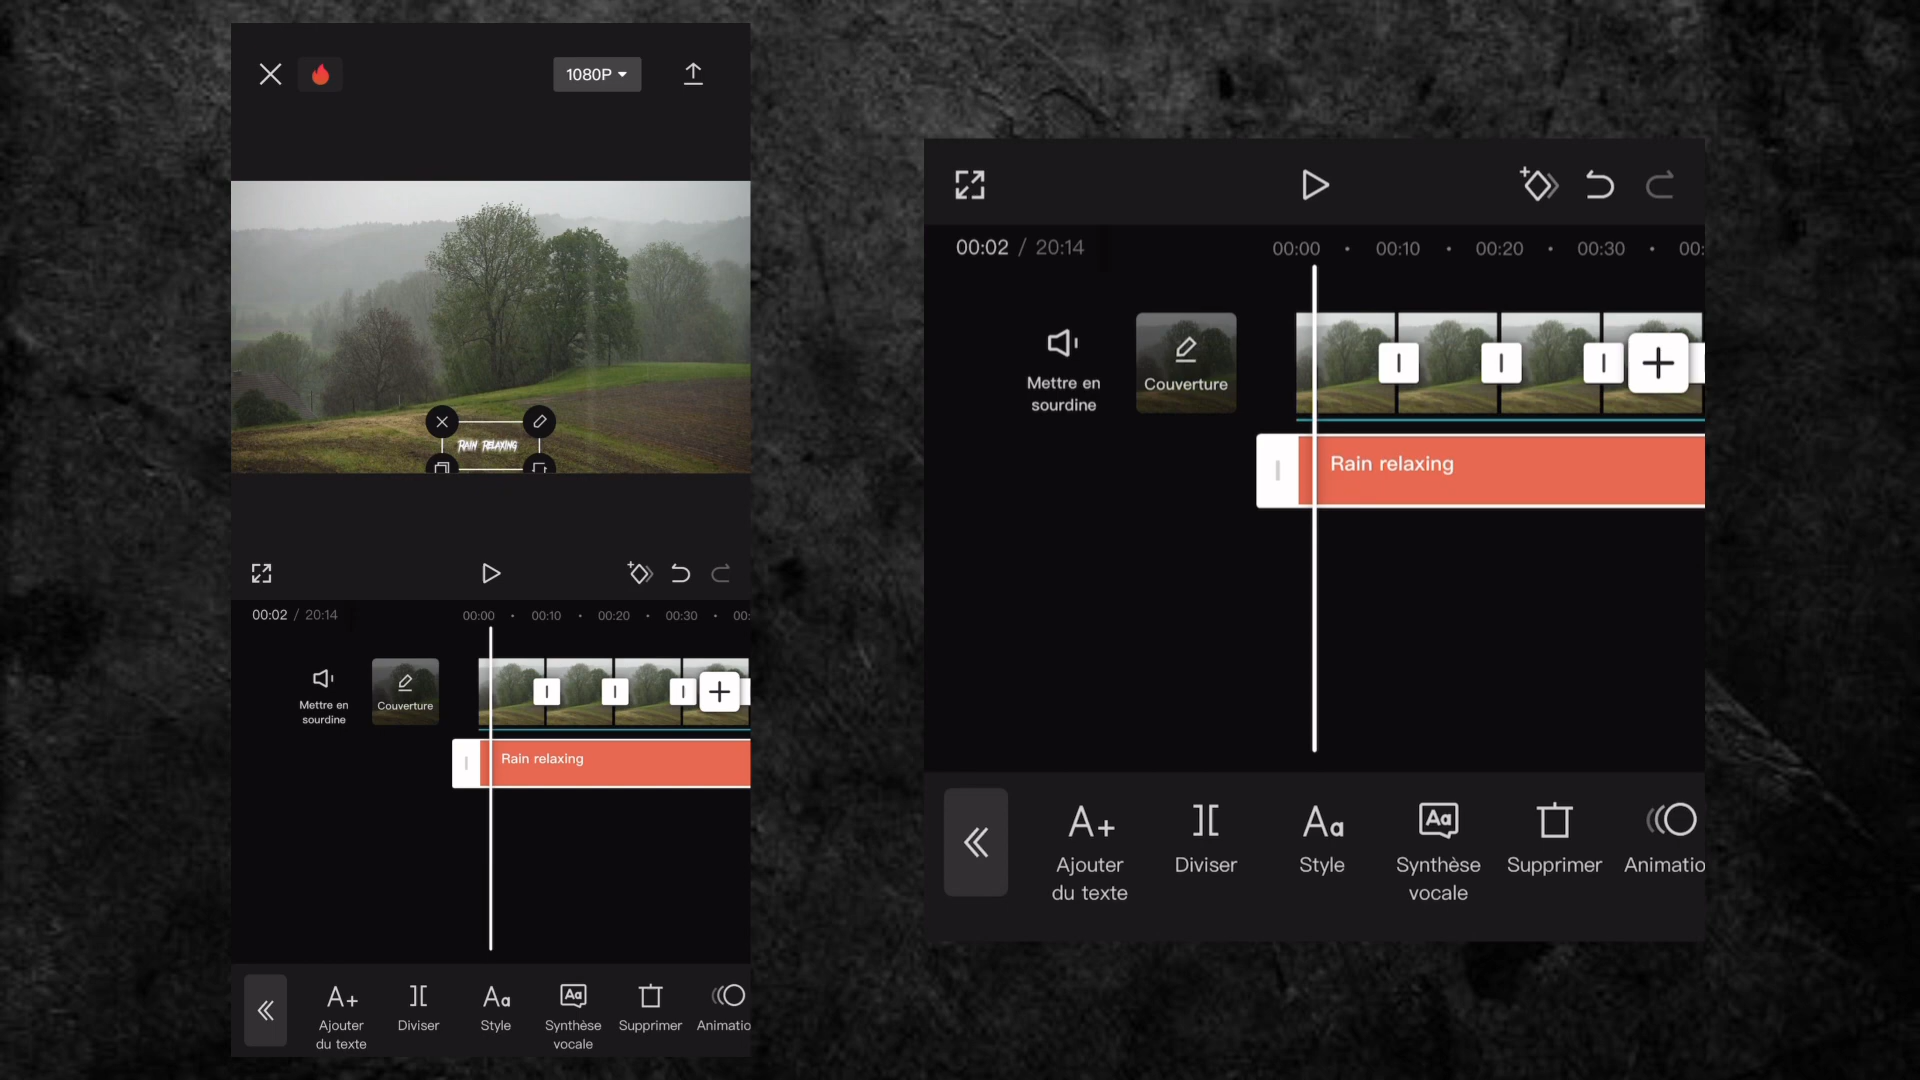 1080P
RAIN RELAXING
00:02 / 20:14
00:00 00:10 00:20 00:30 00:
Mettre en
sourdine
Couverture
Rain relaxing
Ajouter
du texte
Diviser
Style
Synthèse
vocale
Supprimer
Animatio
00:02 / 20:14
00:00 00:10 00:20 00:30 00:
Mettre en
sourdine
Couverture
Rain relaxing
Ajouter
du texte
Diviser
Style
Synthèse
vocale
Supprimer
Animatio